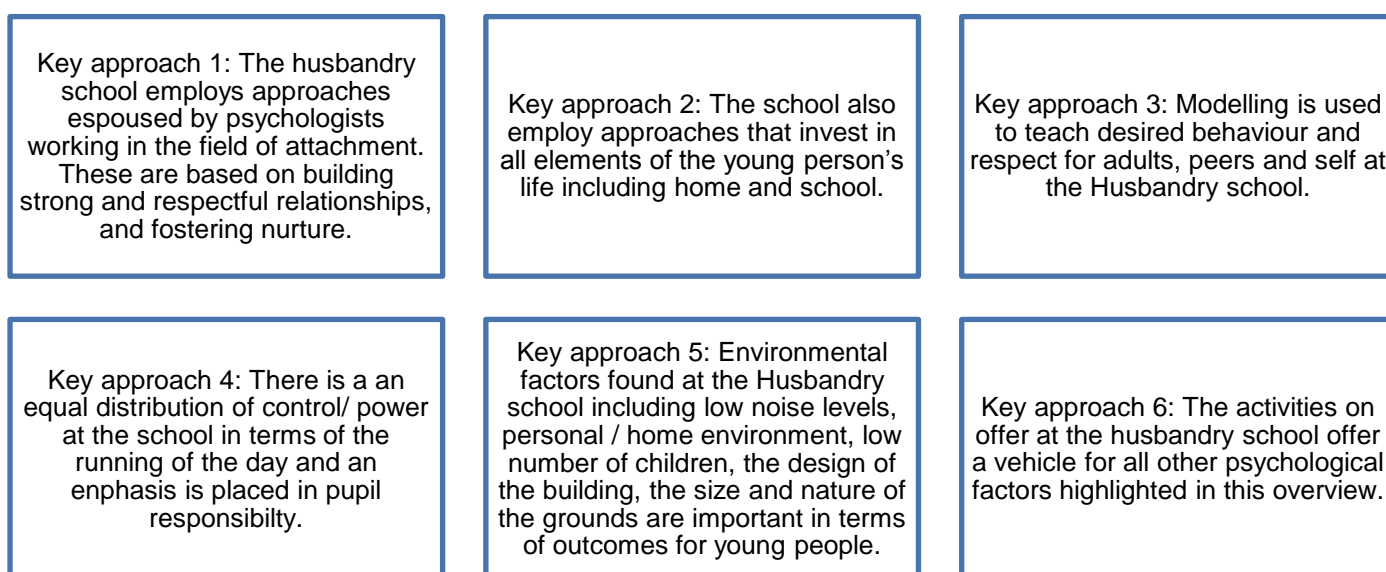 Key approach 1: The husbandry
school employs approaches
espoused by psychologists
working in the field of attachment.
These are based on building
strong and respectful relationships,
and fostering nurture.
Key approach 2: The school also
employ approaches that invest in
all elements of the young person’s
life including home and school.
Key approach 3: Modelling is used
to teach desired behaviour and
respect for adults, peers and self at
the Husbandry school.
Key approach 4: There is a an
equal distribution of control/ power
at the school in terms of the
running of the day and an
enphasis is placed in pupil
responsibilty.
Key approach 5: Environmental
factors found at the Husbandry
school including low noise levels,
personal / home environment, low
number of children, the design of
the building, the size and nature of
the grounds are important in terms
of outcomes for young people.
Key approach 6: The activities on
offer at the husbandry school offer
a vehicle for all other psychological
factors highlighted in this overview.